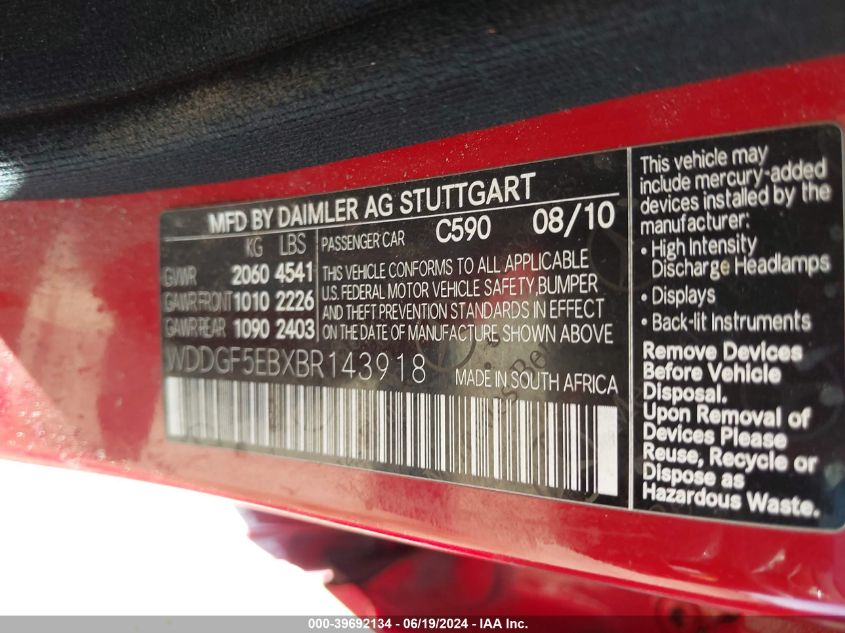 MFD BY DAIMLER AG STUTTGART
KG LBS
GVWR 2060 4541
GAWR FRONT 1010 2226
GAWR REAR 1090 2403
PASSENGER CAR C590 08/10
THIS VEHICLE CONFORMS TO ALL APPLICABLE
U.S. FEDERAL MOTOR VEHICLE SAFETY, BUMPER
AND THEFT PREVENTION STANDARDS IN EFFECT
ON THE DATE OF MANUFACTURE SHOWN ABOVE
WDDGF5EBXBR143918
MADE IN SOUTH AFRICA
This vehicle may
include mercury-added
devices installed by the
manufacturer:
• High Intensity
Discharge Headlamps
• Displays
• Back-lit Instruments
Remove Devices
Before Vehicle
Disposal.
Upon Removal of
Devices Please
Reuse, Recycle or
Dispose as
Hazardous Waste.
000-39692134 / 06/19/2024 - IAA Inc.